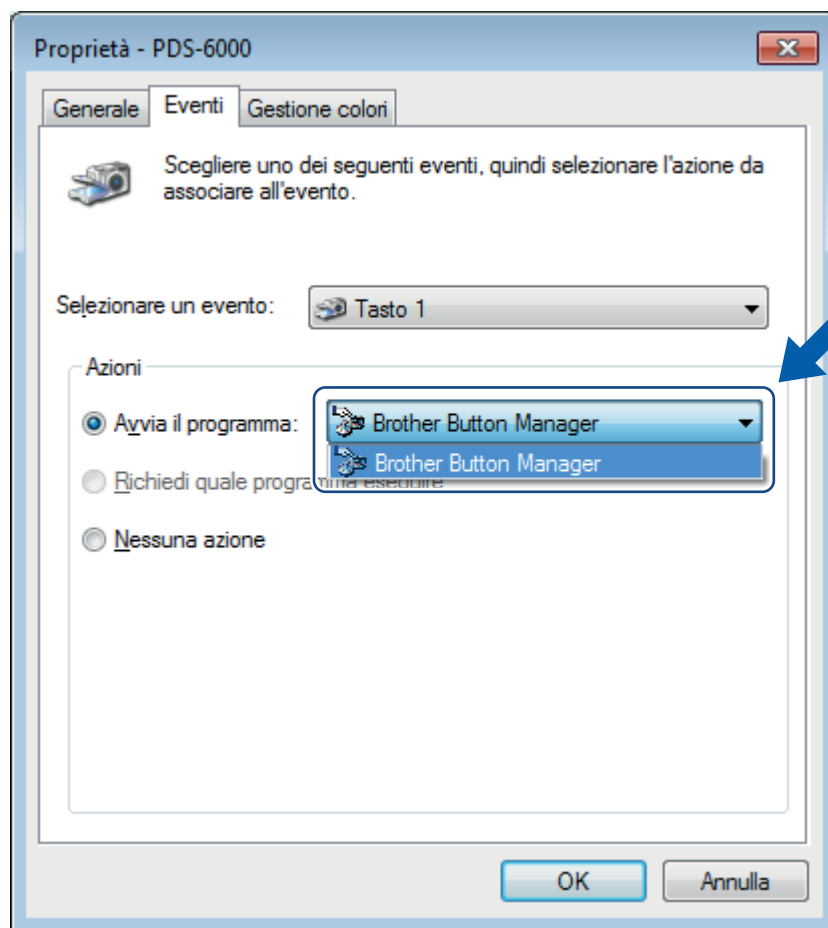 Proprietà - PDS-6000
Generale Eventi Gestione colori
Scegliere uno dei seguenti eventi, quindi selezionare l'azione da
associare all'evento.
Selezionare un evento: Tasto 1
Azioni
Avvia il programma: Brother Button Manager
Brother Button Manager
Richiedi quale programma eseguire
Nessuna azione
OK Annulla